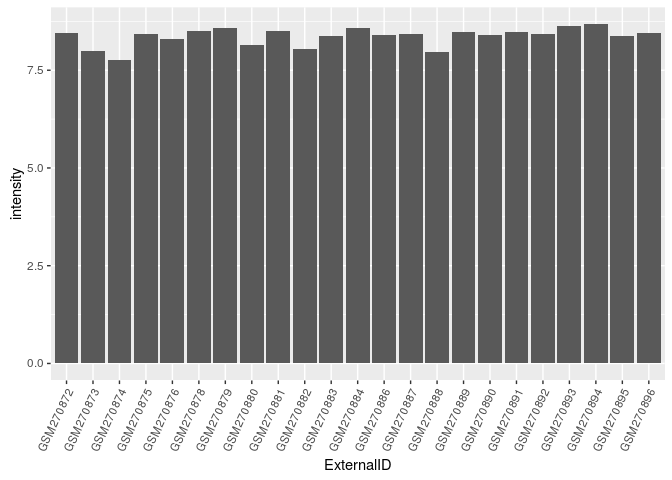 7.5
5.0
2.5
0.0
intensity
GSM270872
GSM270873
GSM270874
GSM270875
GSM270876
GSM270878
GSM270879
GSM270880
GSM270881
GSM270882
GSM270883
GSM270884
GSM270886
GSM270887
GSM270888
GSM270889
GSM270890
GSM270891
GSM270892
GSM270893
GSM270894
GSM270895
GSM270896
ExternalID